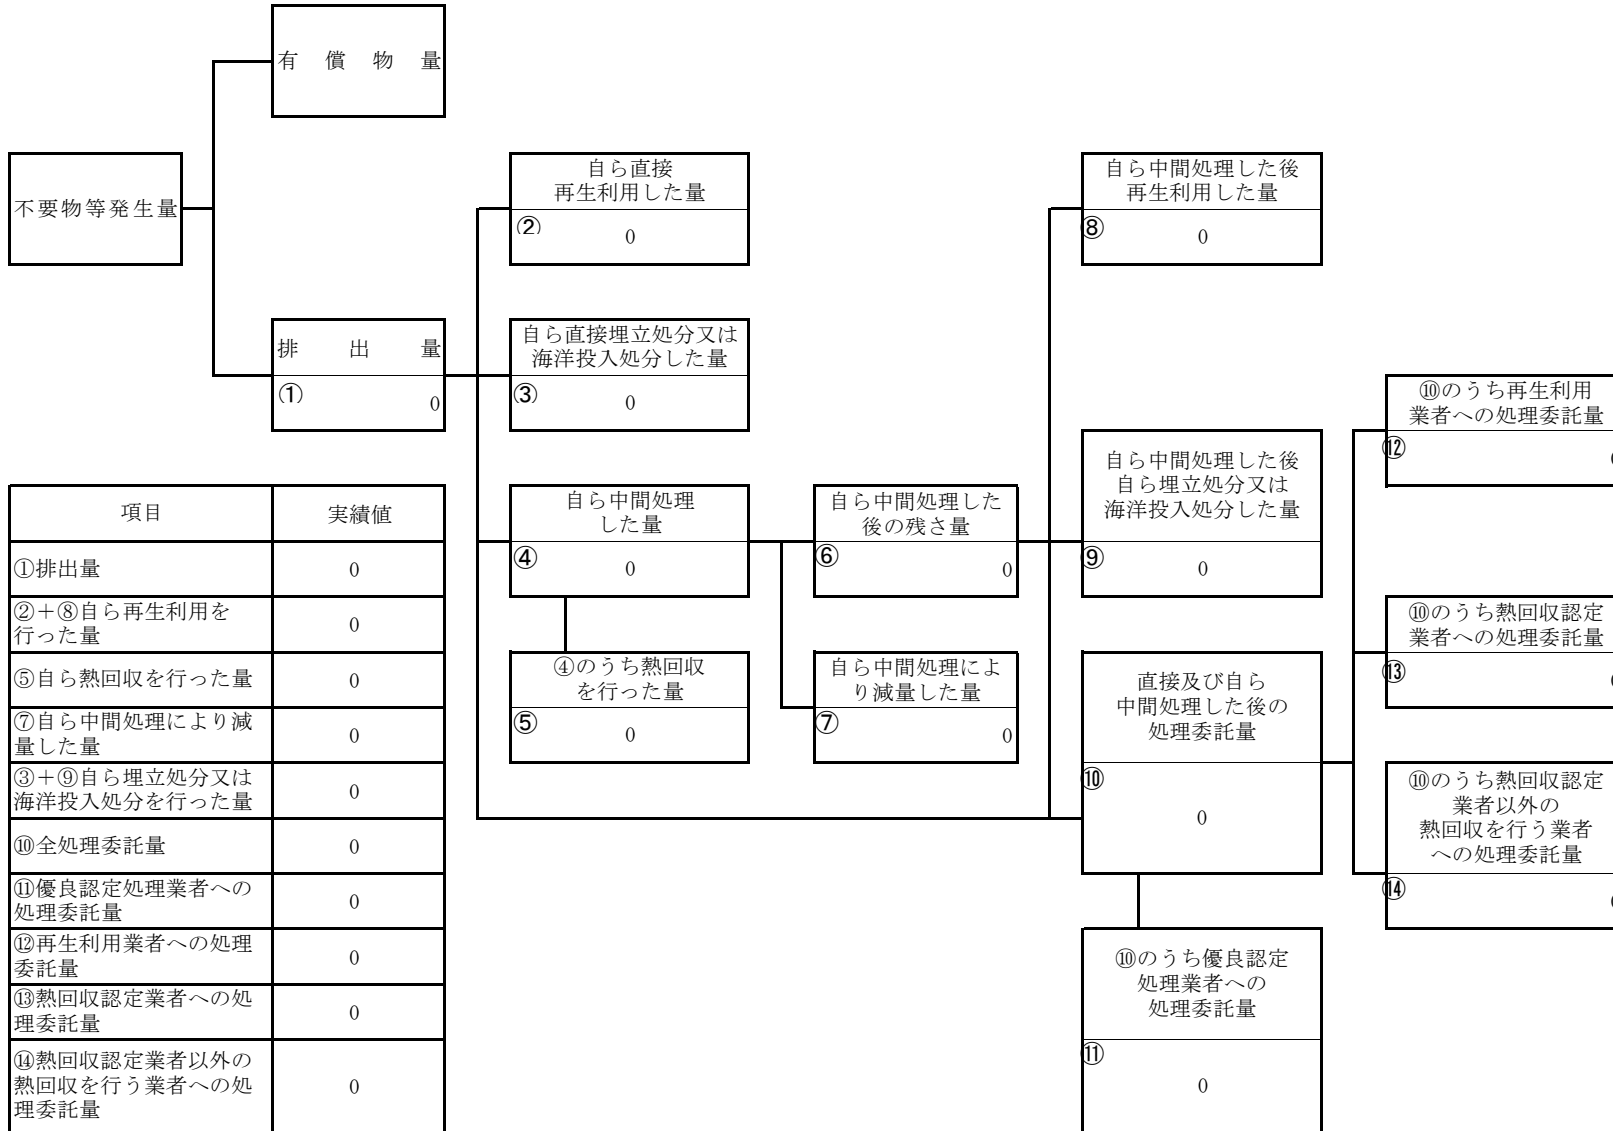 有償物量
不要物等発生量
排出量
①
0
自ら直接
再生利用した量
②
0
自ら直接埋立処分又は
海洋投入処分した量
③
0
自ら中間処理
した量
④
0
④のうち熱回収
を行った量
⑤
0
自ら中間処理した
後の残さ量
⑥
0
自ら中間処理によ
り減量した量
⑦
0
自ら中間処理した後
再生利用した量
⑧
0
自ら中間処理した後
自ら埋立処分又は
海洋投入処分した量
⑨
0
直接及び自ら
中間処理した後の
処理委託量
⑩
0
⑩のうち優良認定
処理業者への
処理委託量
⑪
0
⑩のうち再生利用
業者への処理委託量
⑫
⑩のうち熱回収認定
業者への処理委託量
⑬
⑩のうち熱回収認定
業者以外の
熱回収を行う業者
への処理委託量
⑭
項目 実績値
①排出量 0
②＋⑧自ら再生利用を
行った量 0
⑤自ら熱回収を行った量 0
⑦自ら中間処理により減
量した量 0
③＋⑨自ら埋立処分又は
海洋投入処分を行った量 0
⑩全処理委託量 0
⑪優良認定処理業者への
処理委託量 0
⑫再生利用業者への処理
委託量 0
⑬熱回収認定業者への処
理委託量 0
⑭熱回収認定業者以外の
熱回収を行う業者への処
理委託量 0